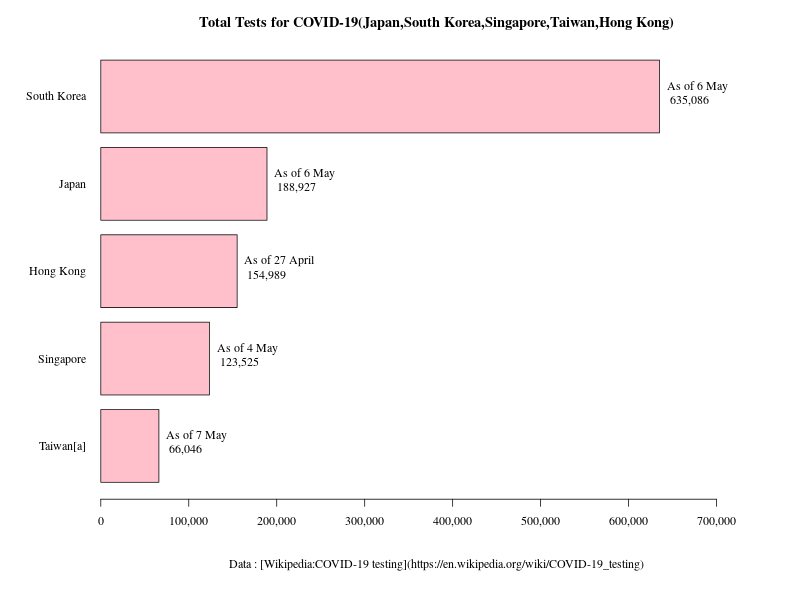 Total Tests for COVID-19(Japan,South Korea,Singapore,Taiwan,Hong Kong)
South Korea
As of 6 May
635,086
Japan
As of 6 May
188,927
Hong Kong
As of 27 April
154,989
Singapore
As of 4 May
123,525
Taiwan[a]
As of 7 May
66,046
0 100,000 200,000 300,000 400,000 500,000 600,000 700,000
Data : [Wikipedia:COVID-19 testing](https://en.wikipedia.org/wiki/COVID-19_testing)